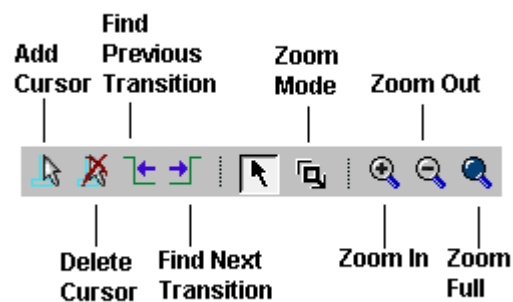 Add
Cursor
Find
Previous
Transition
Zoom
Mode
Zoom Out
Delete
Cursor
Find Next
Transition
Zoom In
Zoom
Full